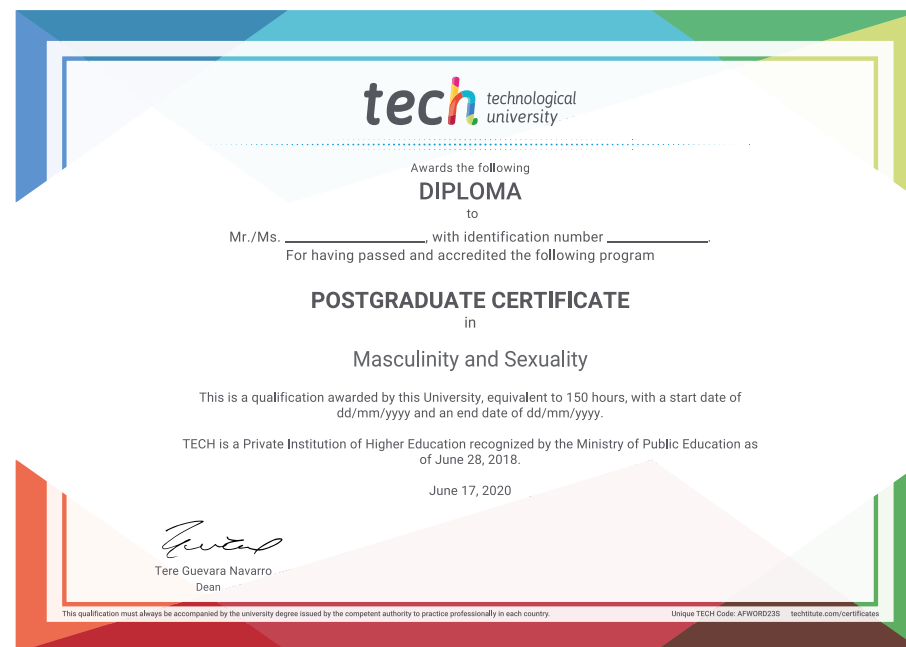 tech technological
university
Awards the following
DIPLOMA
to
Mr./Ms. ____________________, with identification number ______________.
For having passed and accredited the following program
POSTGRADUATE CERTIFICATE
in
Masculinity and Sexuality
This is a qualification awarded by this University, equivalent to 150 hours, with a start date of
dd/mm/yyyy and an end date of dd/mm/yyyy.
TECH is a Private Institution of Higher Education recognized by the Ministry of Public Education as
of June 28, 2018.
June 17, 2020
Tere Guevara Navarro
Dean
This qualification must always be accompanied by the university degree issued by the competent authority to practice professionally in each country.
Unique TECH Code: AFWORD23S techtitute.com/certificates